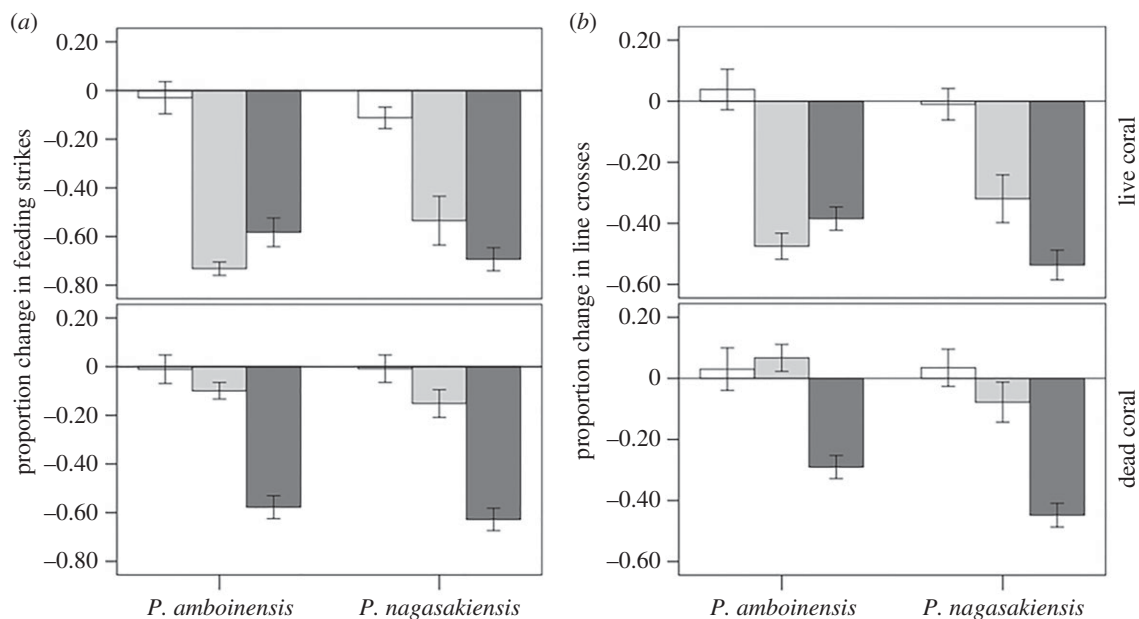 (a)
0.20
0
–0.20
–0.40
–0.60
–0.80
0.20
0
–0.20
–0.40
–0.60
–0.80
proportion change in feeding strikes
P. amboinensis P. nagasakiensis
(b)
0.20
0
–0.20
–0.40
–0.60
0.20
0
–0.20
–0.40
–0.60
proportion change in line crosses
P. amboinensis P. nagasakiensis
live coral
dead coral